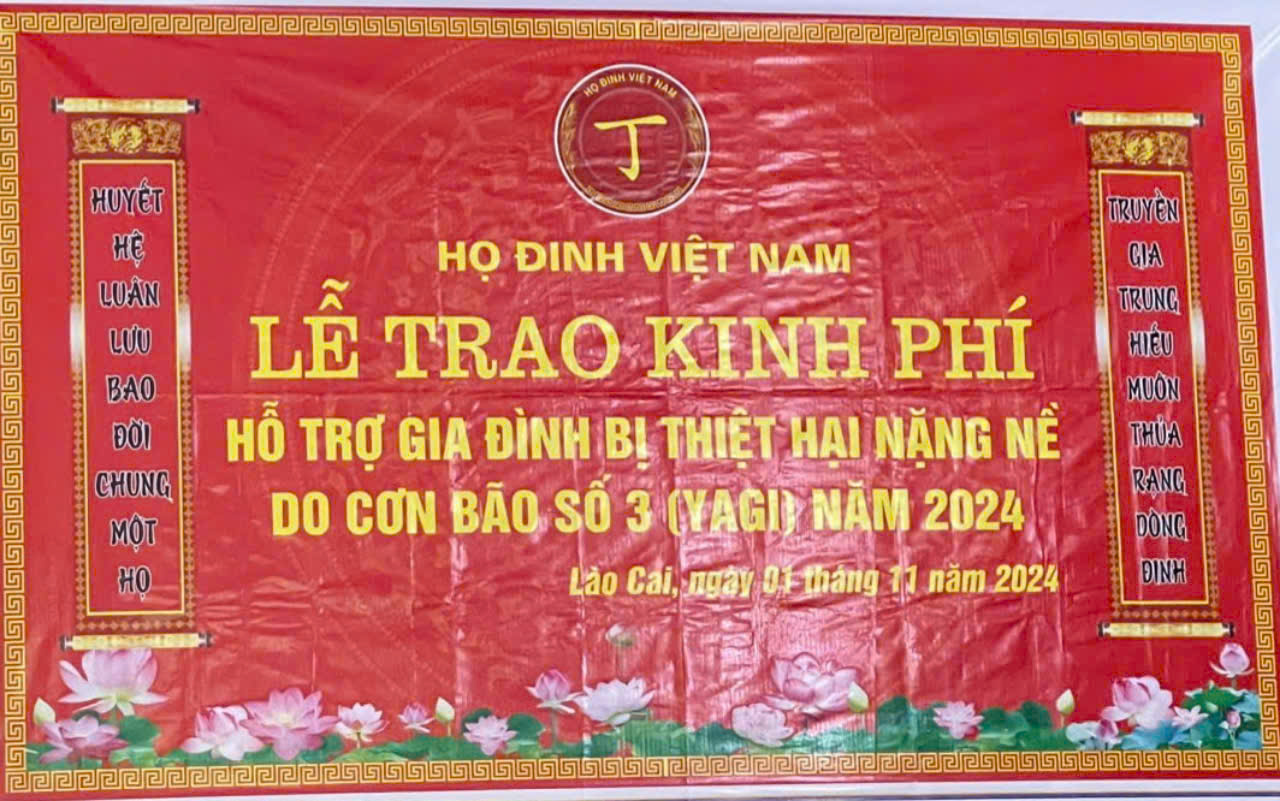 HỌ ĐINH VIỆT NAM
丁
HỌ ĐINH VIỆT NAM
LỄ TRAO KINH PHÍ
HỖ TRỢ GIA ĐÌNH BỊ THIỆT HẠI NẶNG NỀ
DO CƠN BÃO SỐ 3 (YAGI) NĂM 2024
Lào Cai, ngày 01 tháng 11 năm 2024
HUYẾT
HỆ
LUÂN
LƯU
BAO
ĐỜI
CHUNG
MỘT
HỌ
TRUYỀN
GIA
TRUNG
HIẾU
MUÔN
THỦA
RẠNG
DÒNG
ĐINH